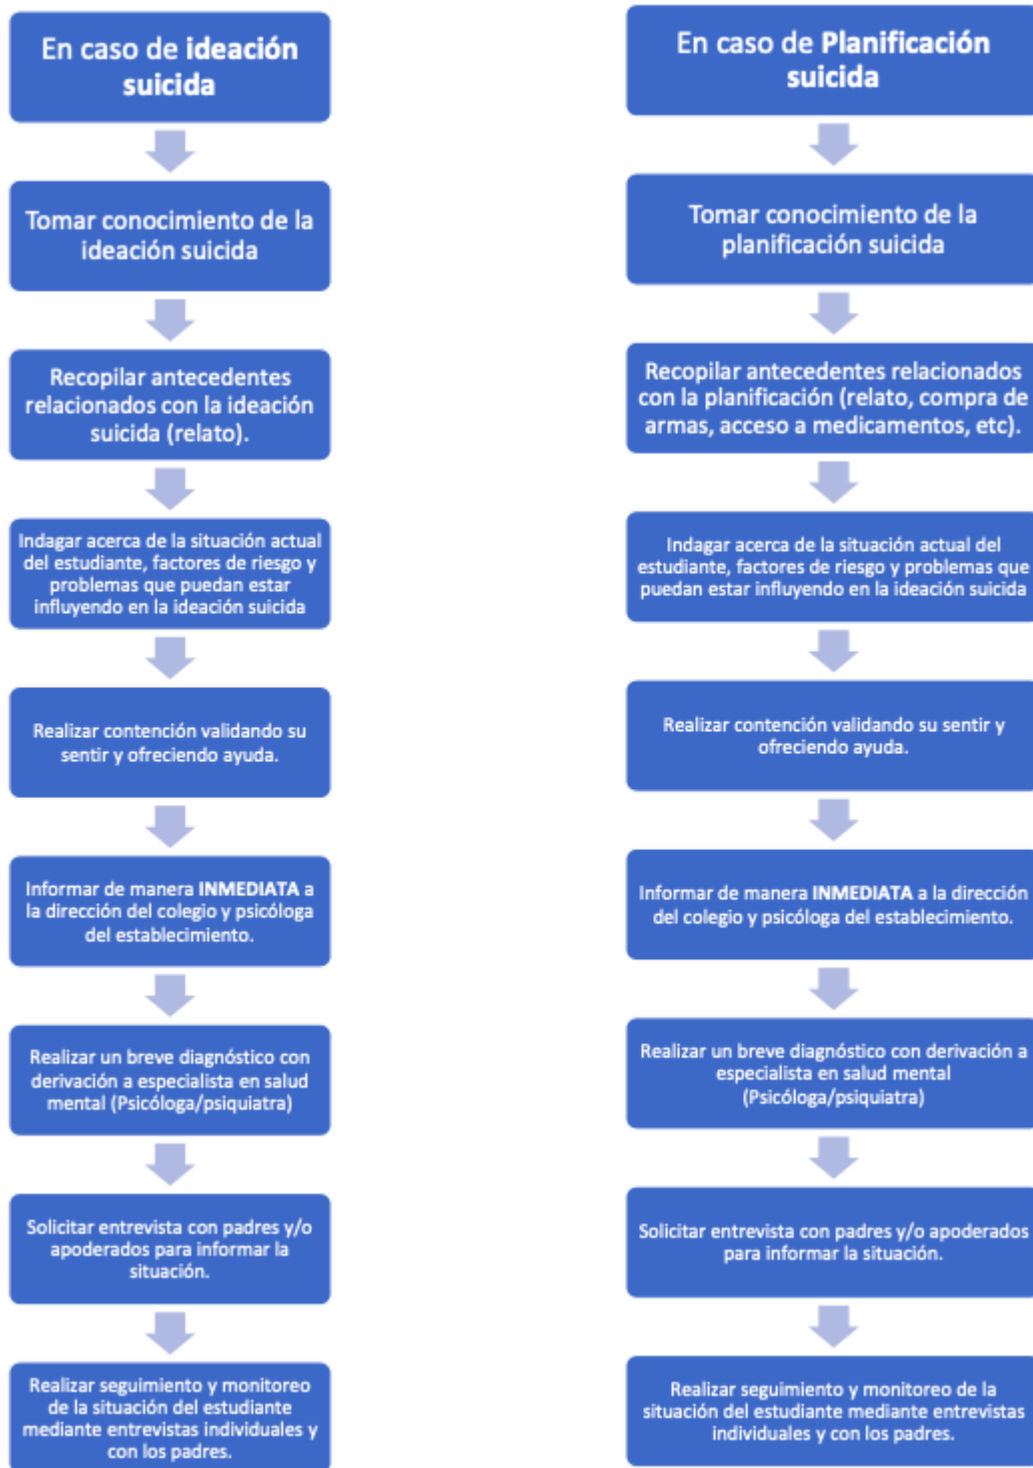 En caso de ideación
suicida
Tomar conocimiento de la
ideación suicida
Recopilar antecedentes
relacionados con la ideación
suicida (relato).
Indagar acerca de la situación actual
del estudiante, factores de riesgo y
problemas que puedan estar
influyendo en la ideación suicida
Realizar contención validando su
sentir y ofreciendo ayuda.
Informar de manera INMEDIATA a
la dirección del colegio y psicóloga
del establecimiento.
Realizar un breve diagnóstico con
derivación a especialista en salud
mental (Psicóloga/psiquiatra)
Solicitar entrevista con padres y/o
apoderados para informar la
situación.
Realizar seguimiento y monitoreo
de la situación del estudiante
mediante entrevistas individuales y
con los padres.
En caso de Planificación
suicida
Tomar conocimiento de la
planificación suicida
Recopilar antecedentes relacionados
con la planificación (relato, compra de
armas, acceso a medicamentos, etc).
Indagar acerca de la situación actual del
estudiante, factores de riesgo y problemas que
puedan estar influyendo en la ideación suicida
Realizar contención validando su sentir y
ofreciendo ayuda.
Informar de manera INMEDIATA a la dirección
del colegio y psicóloga del establecimiento.
Realizar un breve diagnóstico con derivación a
especialista en salud mental
(Psicóloga/psiquiatra)
Solicitar entrevista con padres y/o apoderados
para informar la situación.
Realizar seguimiento y monitoreo de la
situación del estudiante mediante entrevistas
individuales y con los padres.